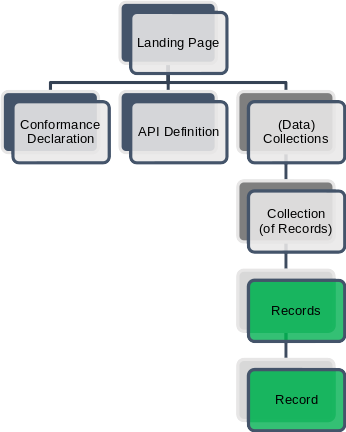 Landing Page
Conformance
Declaration
API Definition
(Data)
Collections
Collection
(of Records)
Records
Record